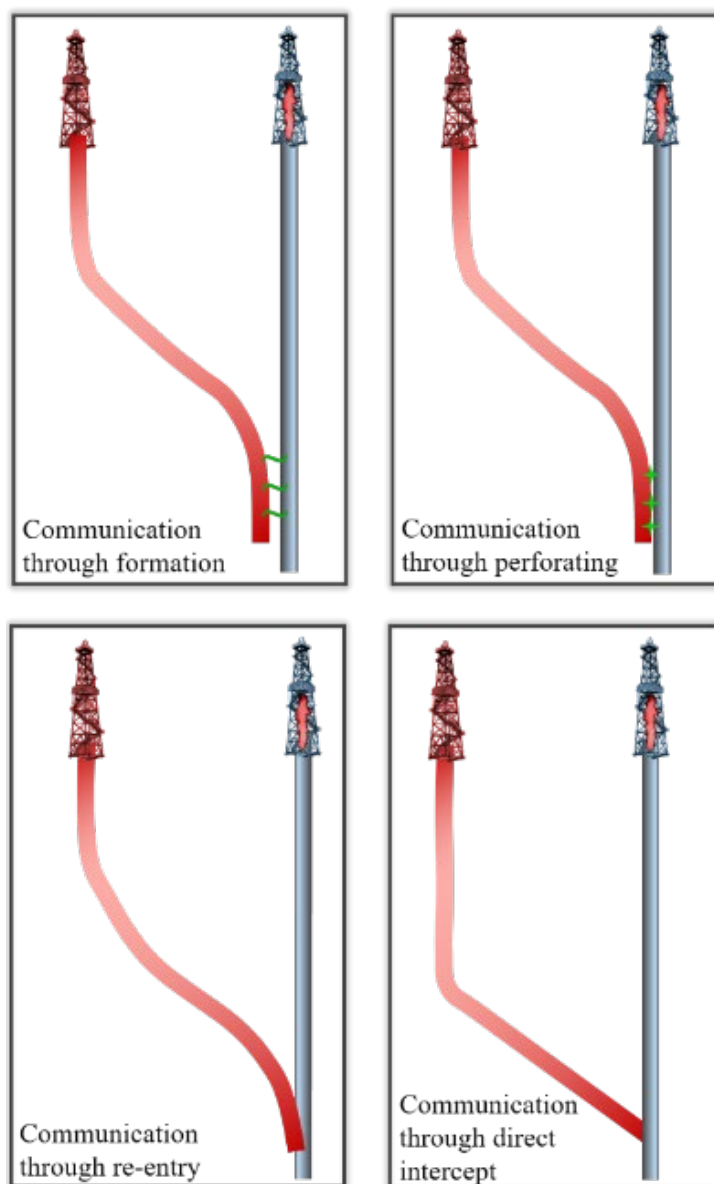 Communication
through formation
Communication
through perforating
Communication
through re-entry
Communication
through direct
intercept